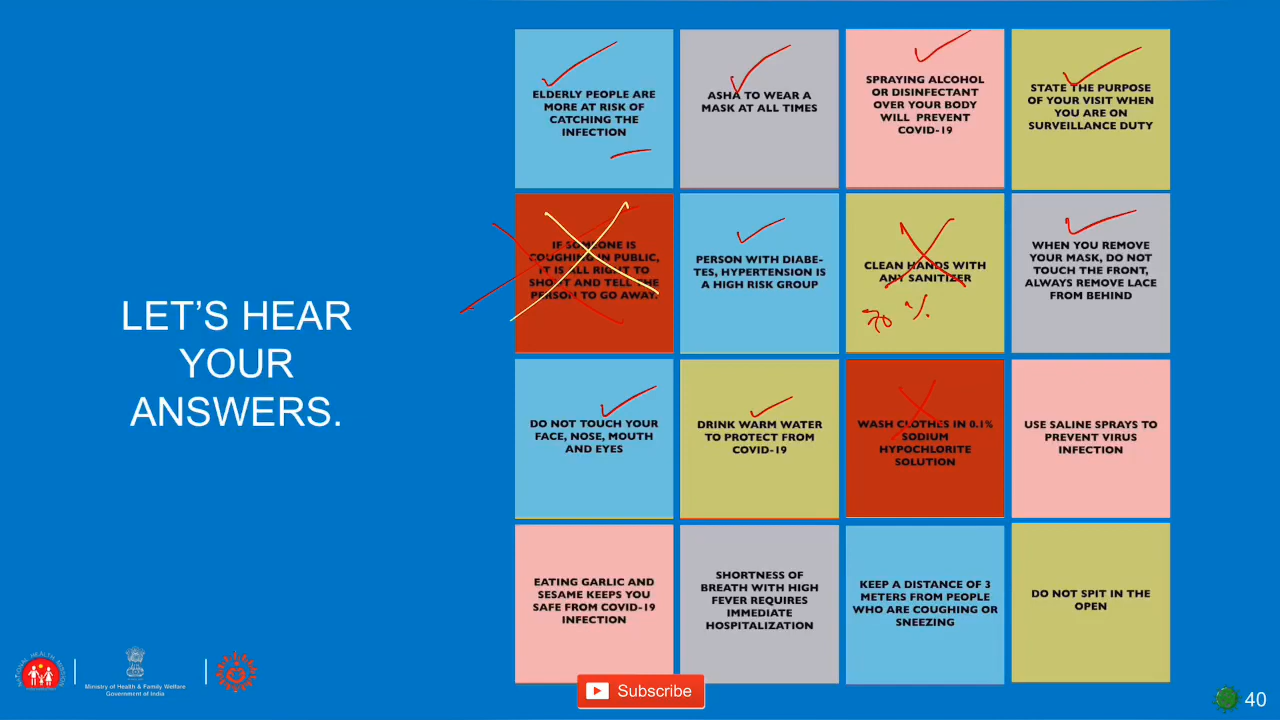 LET'S HEAR
YOUR
ANSWERS.
ELDERLY PEOPLE ARE
MORE AT RISK OF
CATCHING THE
INFECTION
ASHA TO WEAR A
MASK AT ALL TIMES
SPRAYING ALCOHOL
OR DISINFECTANT
OVER YOUR BODY
WILL PREVENT
COVID-19
STATE THE PURPOSE
OF YOUR VISIT WHEN
YOU ARE ON
SURVEILLANCE DUTY
IF SOMEONE IS
COUGHING IN PUBLIC,
IT IS ALL RIGHT TO
SHOUT AND TELL THE
PERSON TO GO AWAY.
PERSON WITH DIABE-
TES, HYPERTENSION IS
A HIGH RISK GROUP
CLEAN HANDS WITH
ANY SANITIZER
70 %
WHEN YOU REMOVE
YOUR MASK, DO NOT
TOUCH THE FRONT,
ALWAYS REMOVE LACE
FROM BEHIND
DO NOT TOUCH YOUR
FACE, NOSE, MOUTH
AND EYES
DRINK WARM WATER
TO PROTECT FROM
COVID-19
WASH CLOTHES IN 0.1%
SODIUM
HYPOCHLORITE
SOLUTION
USE SALINE SPRAYS TO
PREVENT VIRUS
INFECTION
EATING GARLIC AND
SESAME KEEPS YOU
SAFE FROM COVID-19
INFECTION
SHORTNESS OF
BREATH WITH HIGH
FEVER REQUIRES
IMMEDIATE
HOSPITALIZATION
KEEP A DISTANCE OF 3
METERS FROM PEOPLE
WHO ARE COUGHING OR
SNEEZING
DO NOT SPIT IN THE
OPEN
NATIONAL HEALTH MISSION
Ministry of Health & Family Welfare
Government of India
Subscribe
40